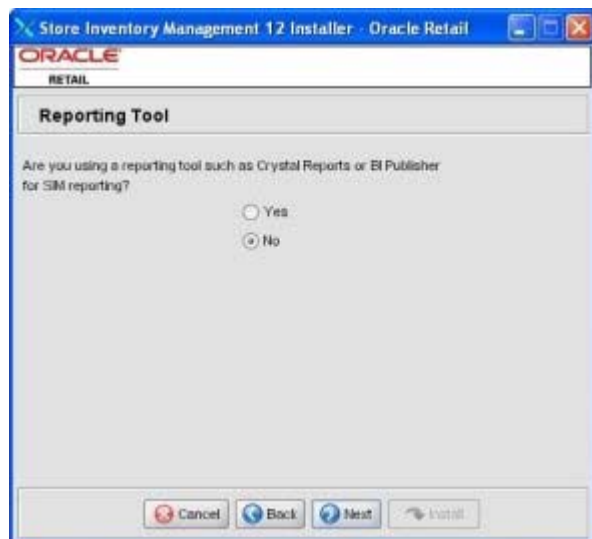 Store Inventory Management 12 Installer - Oracle Retail
ORACLE
RETAIL
Reporting Tool
Are you using a reporting tool such as Crystal Reports or BI Publisher
for SIM reporting?
Yes
No
Cancel Back Next Install